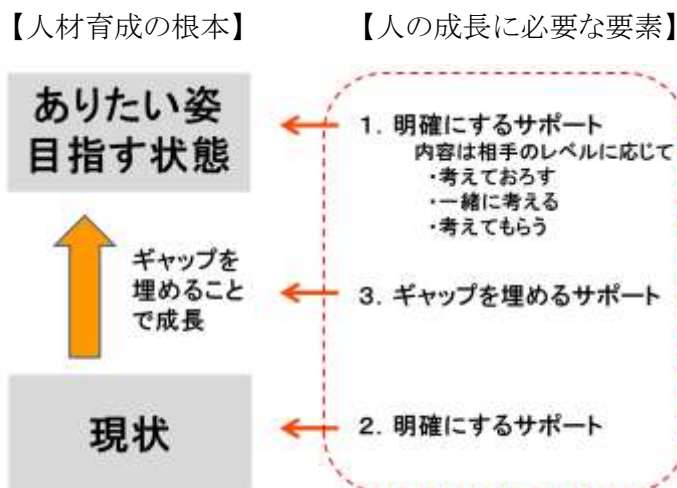 【人材育成の根本】
【人の成長に必要な要素】
ありたい姿
目指す状態
1. 明確にするサポート
内容は相手のレベルに応じて
・考えておろす
・一緒に考える
・考えてもらう
ギャップを
埋めること
で成長
3. ギャップを埋めるサポート
現状
2. 明確にするサポート